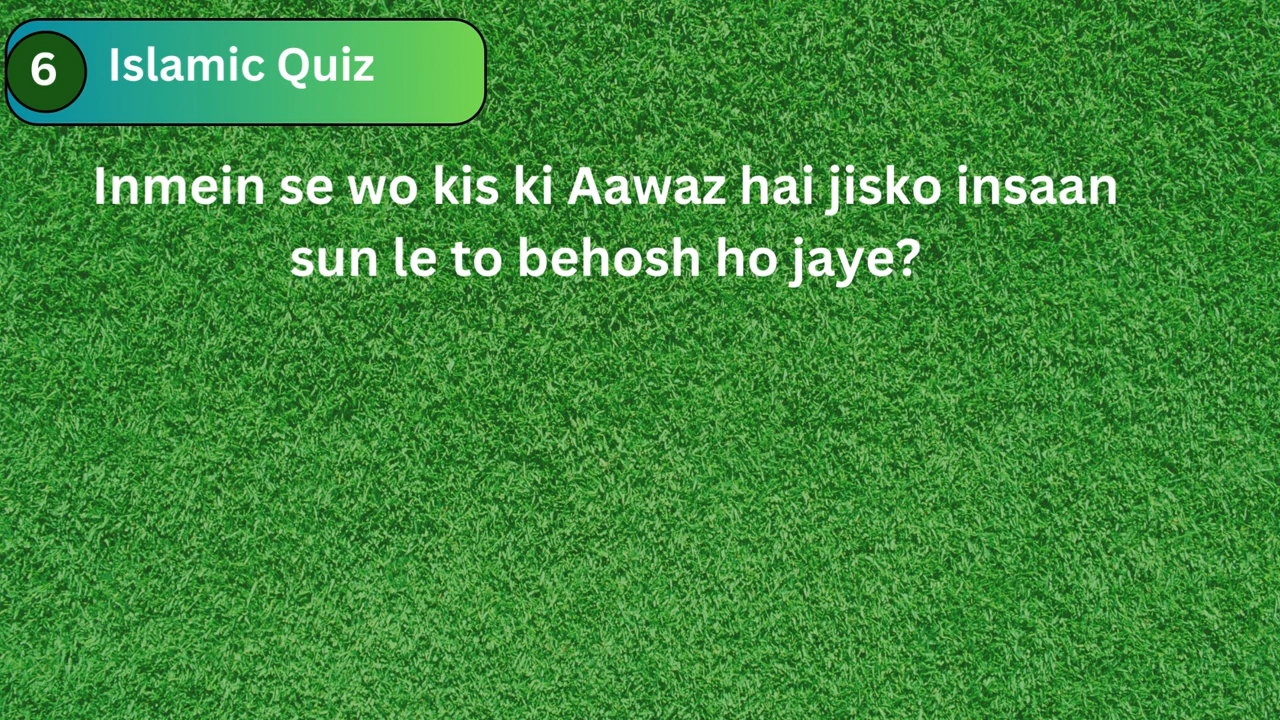 6 Islamic Quiz
Inmein se wo kis ki Aawaz hai jisko insaan
sun le to behosh ho jaye?